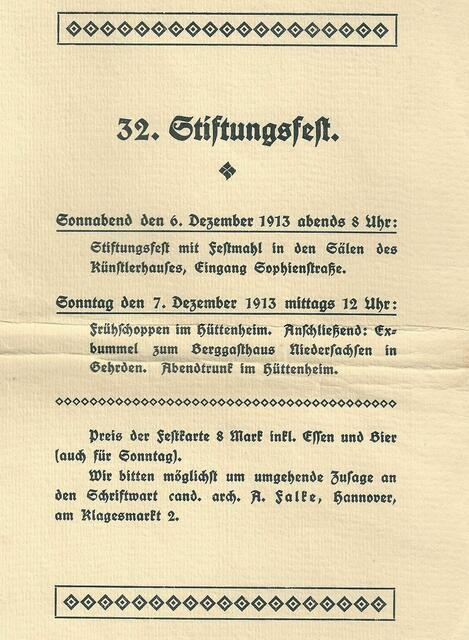 32. Stiftungsfest.
Sonnabend den 6. Dezember 1913 abends 8 Uhr:
Stiftungsfest mit Festmahl in den Sälen des
Künstlerhauses, Eingang Sophienstraße.
Sonntag den 7. Dezember 1913 mittags 12 Uhr:
Frühschoppen im Hüttenheim. Anschließend: Ex-
bummel zum Berggasthaus Niedersachsen in
Gehrden. Abendtrunk im Hüttenheim.
Preis der Festkarte 8 Mark inkl. Essen und Bier
(auch für Sonntag).
Wir bitten möglichst um umgehende Zusage an
den Schriftwart cand. arch. A. Falke, Hannover,
am Klagesmarkt 2.